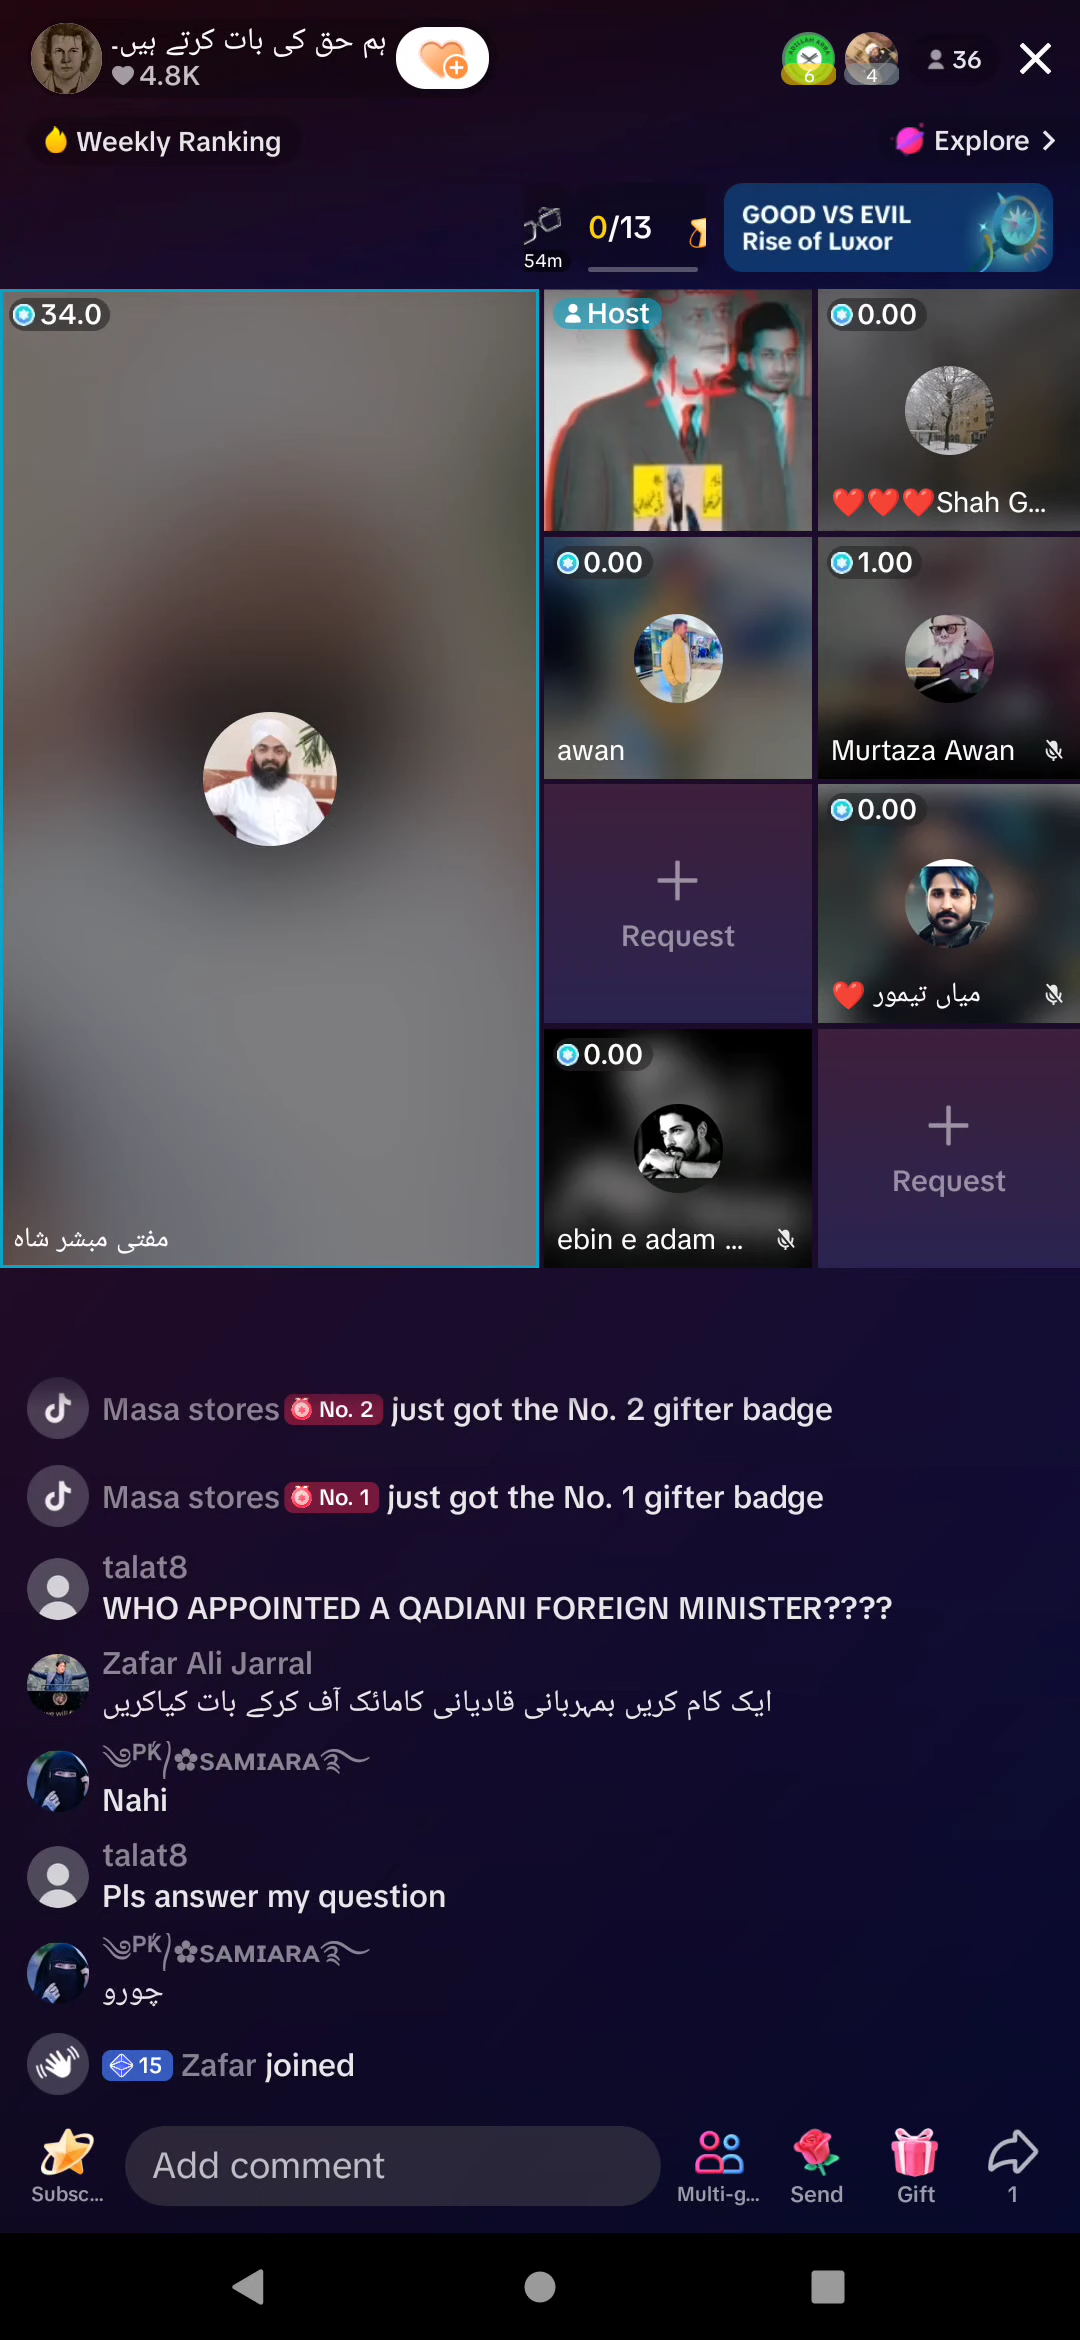 ہم حق کی بات کرتے ہیں۔
4.8K
6
4
36
Weekly Ranking
Explore
54m
0/13
GOOD VS EVIL
Rise of Luxor
34.0
Host
غدار
0.00
Shah G...
0.00
awan
1.00
Murtaza Awan
Request
0.00
میاں تیمور
0.00
ebin e adam ...
Request
مفتی مبشر شاہ
Masa stores No. 2 just got the No. 2 gifter badge
Masa stores No. 1 just got the No. 1 gifter badge
talat8
WHO APPOINTED A QADIANI FOREIGN MINISTER????
Zafar Ali Jarral
ایک کام کریں بمہربانی قادیانی کامائک آف کرکے بات کیاکریں
༄ᴾᴷ᭄✿SAMIARA࿐
Nahi
talat8
Pls answer my question
༄ᴾᴷ᭄✿SAMIARA࿐
چورو
15 Zafar joined
Subsc...
Add comment
Multi-g...
Send
Gift
1